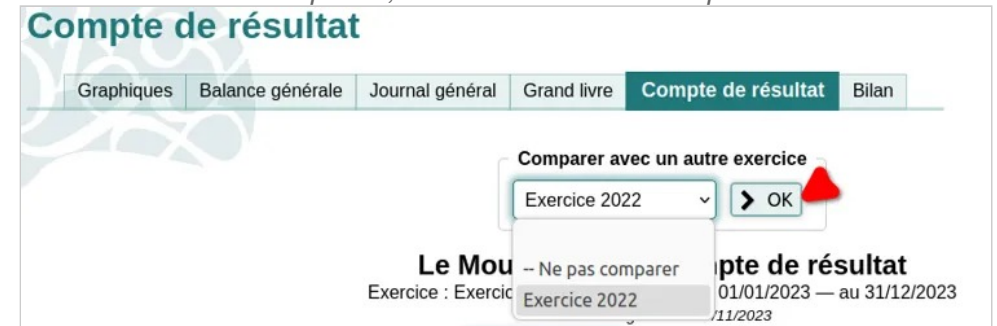 Compte de résultat
Graphiques Balance générale Journal général Grand livre Compte de résultat Bilan
Comparer avec un autre exercice
Exercice 2022 OK
-- Ne pas comparer
Exercice 2022
Le Mou pte de résultat
Exercice : Exercic 01/01/2023 — au 31/12/2023
/11/2023